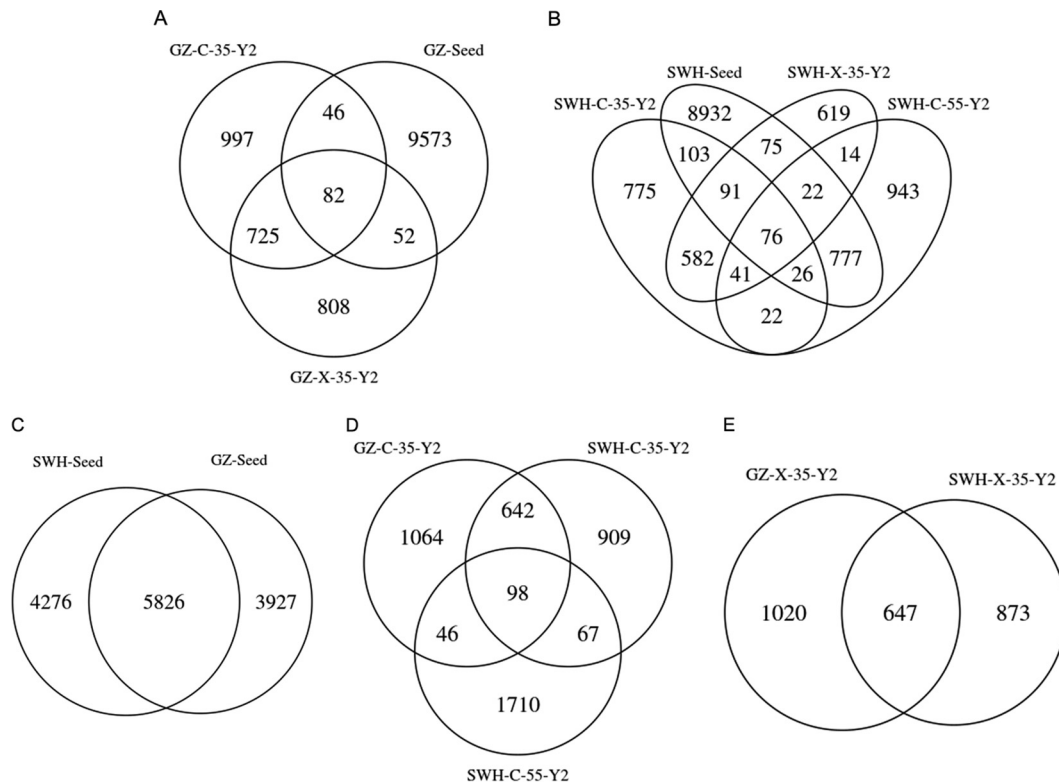 A
GZ-C-35-Y2
GZ-Seed
997
46
9573
82
725
52
808
GZ-X-35-Y2
B
SWH-Seed
SWH-X-35-Y2
SWH-C-35-Y2
SWH-C-55-Y2
8932
619
103
75
14
775
91
22
943
76
582
41
26
777
22
C
SWH-Seed
GZ-Seed
4276
5826
3927
D
GZ-C-35-Y2
SWH-C-35-Y2
642
1064
909
98
46
67
1710
SWH-C-55-Y2
E
GZ-X-35-Y2
SWH-X-35-Y2
1020
647
873